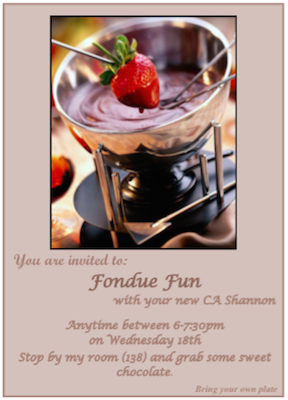 You are invited to:
Fondue Fun
with your new CA Shannon
Anytime between 6-7:30pm
on Wednesday 18th
Stop by my room (138) and grab some sweet
chocolate.
Bring your own plate